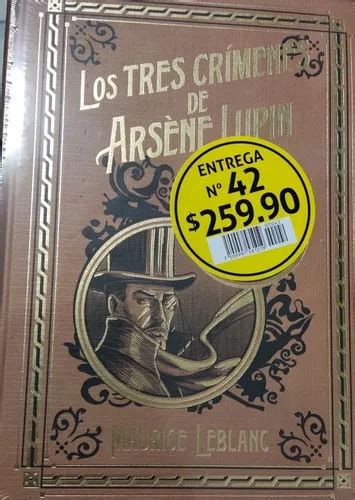 LOS TRES CRÍMENES
DE
ARSÈNE LUPIN
ENTREGA
Nº 42
$259.90
MAURICE LEBLANC